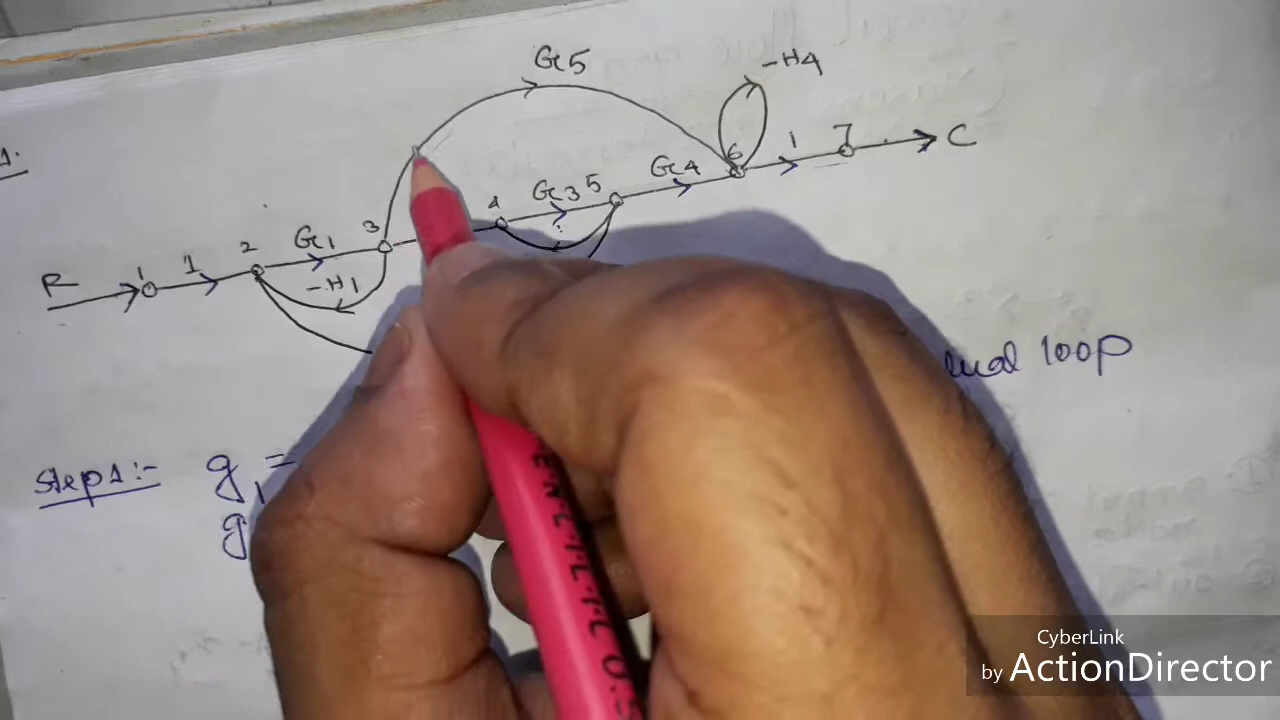 1.
G5
-H4
R 1 1 2 G1 3 4 G3 5 G4 6 1 7 C
-H1
dual loop
Step1:- g1 =
g
CyberLink
by ActionDirector